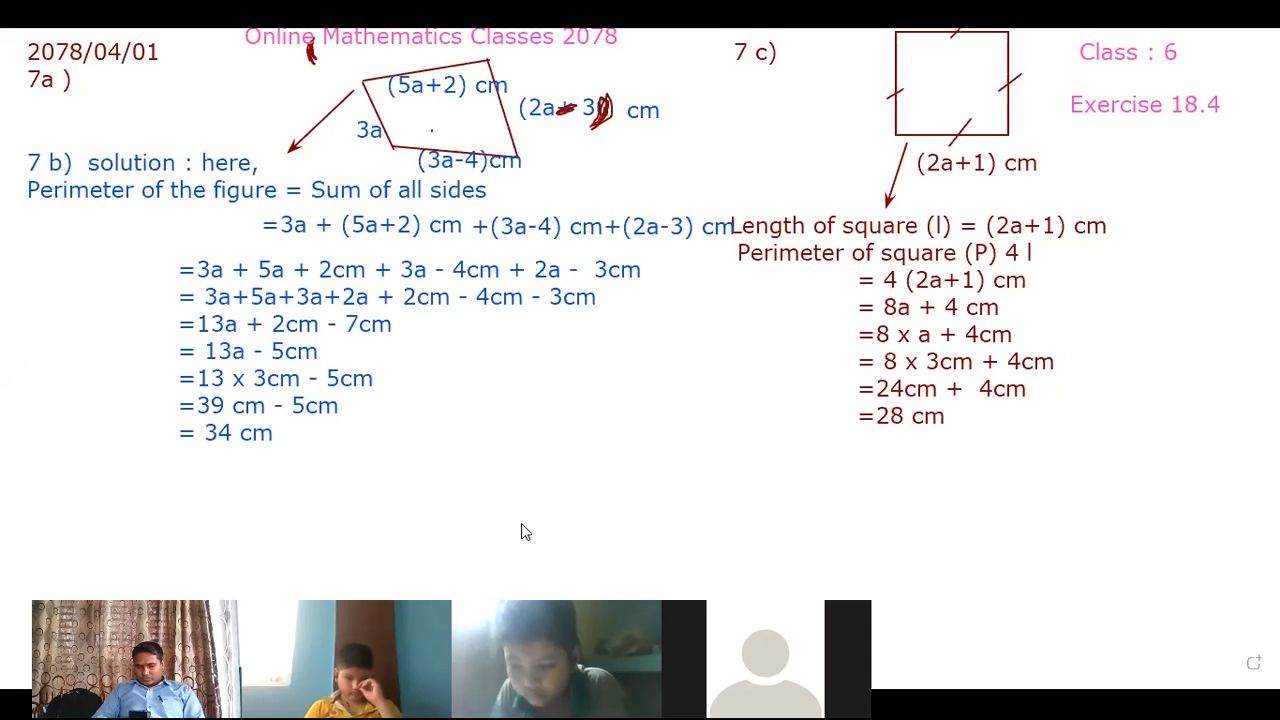 Online Mathematics Classes 2078
2078/04/01
7a )
(5a+2) cm
(2a- 3) cm
3a
(3a-4)cm
7 b) solution : here,
Perimeter of the figure = Sum of all sides
=3a + (5a+2) cm +(3a-4) cm+(2a-3) cm
=3a + 5a + 2cm + 3a - 4cm + 2a - 3cm
= 3a+5a+3a+2a + 2cm - 4cm - 3cm
=13a + 2cm - 7cm
= 13a - 5cm
=13 x 3cm - 5cm
=39 cm - 5cm
= 34 cm
7 c)
Class : 6
Exercise 18.4
(2a+1) cm
Length of square (l) = (2a+1) cm
Perimeter of square (P) 4 l
= 4 (2a+1) cm
= 8a + 4 cm
=8 x a + 4cm
= 8 x 3cm + 4cm
=24cm + 4cm
=28 cm